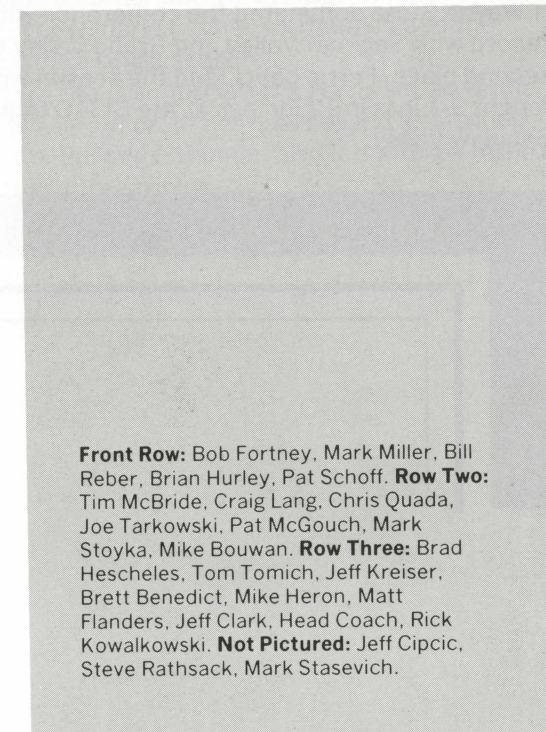 Front Row: Bob Fortney, Mark Miller, Bill
Reber, Brian Hurley, Pat Schoff. Row Two:
Tim McBride, Craig Lang, Chris Quada,
Joe Tarkowski, Pat McGouch, Mark
Stoyka, Mike Bouwan. Row Three: Brad
Hescheles, Tom Tomich, Jeff Kreiser,
Brett Benedict, Mike Heron, Matt
Flanders, Jeff Clark, Head Coach, Rick
Kowalkowski. Not Pictured: Jeff Cipcic,
Steve Rathsack, Mark Stasevich.